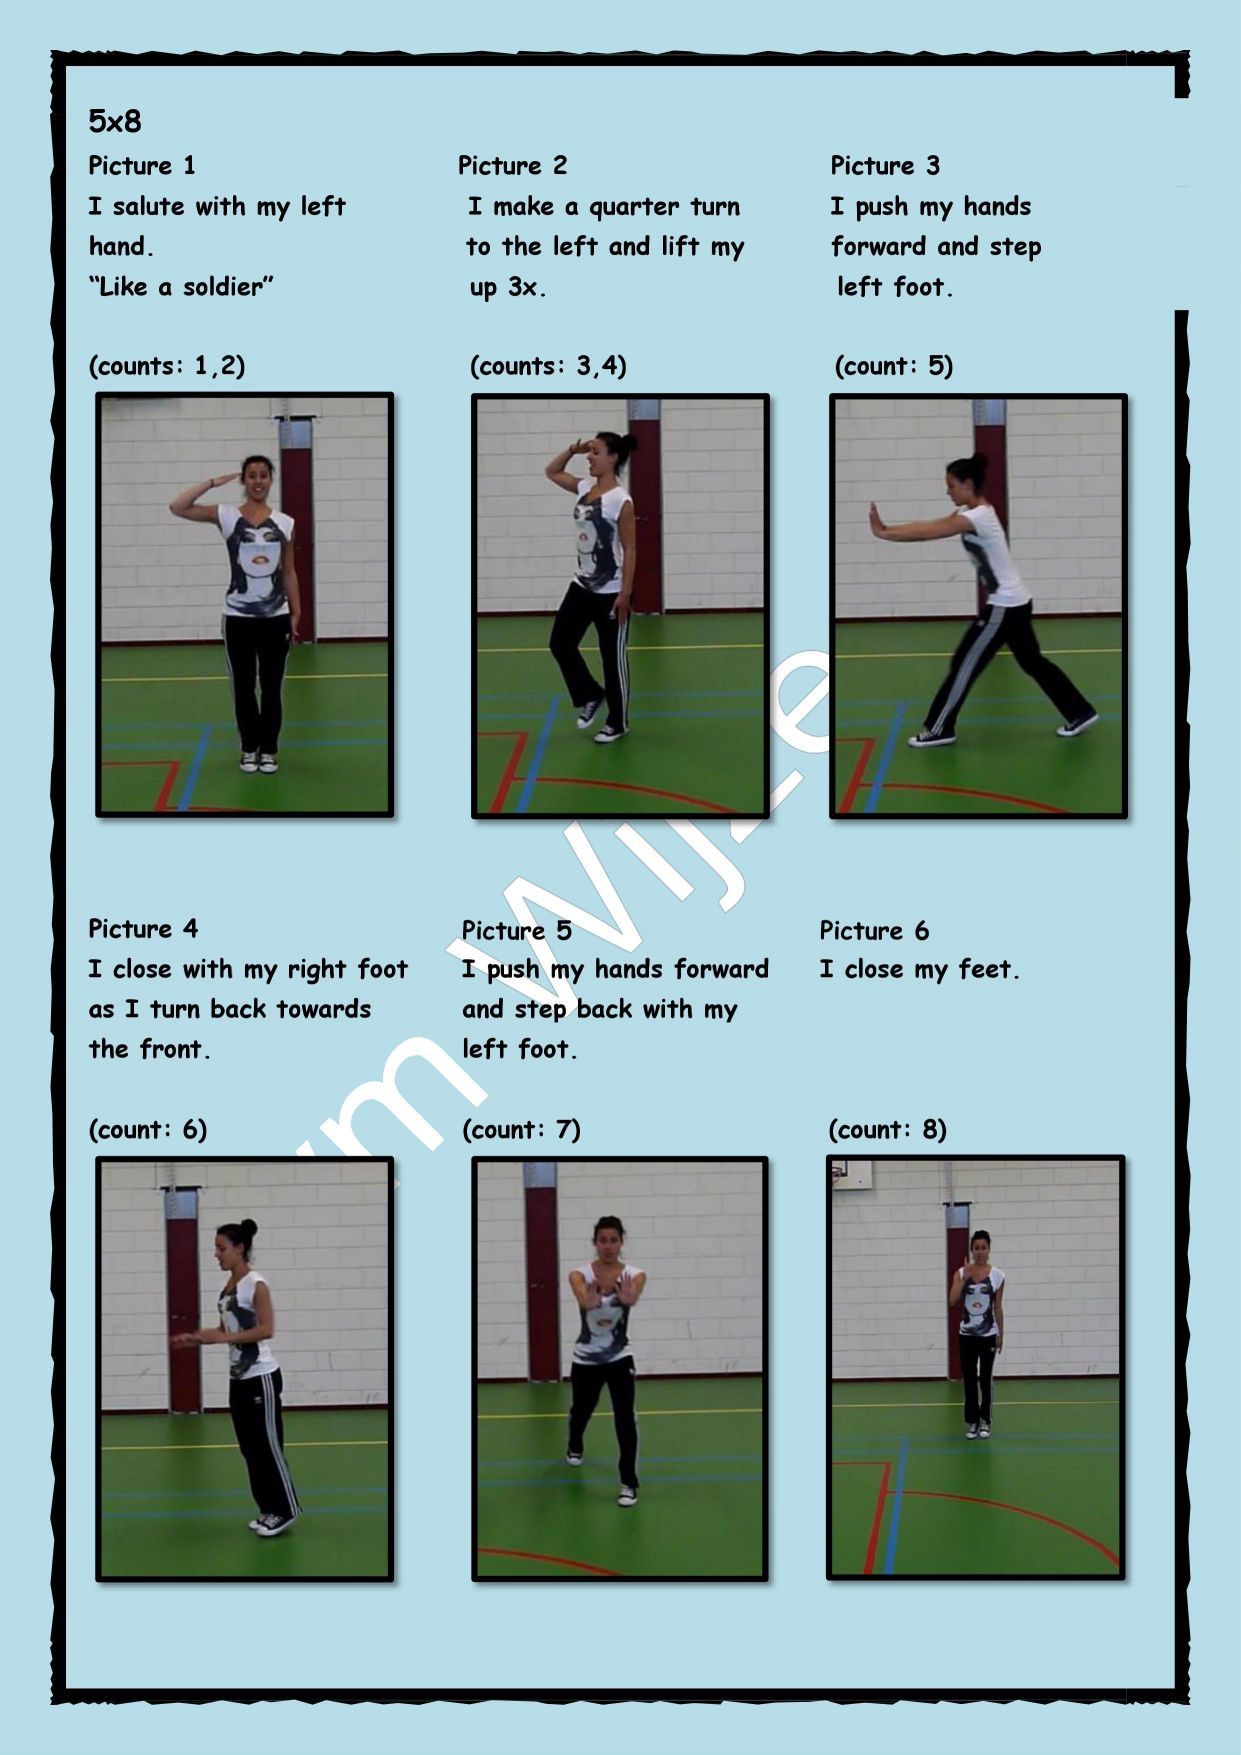 5x8
Picture 1
I salute with my left
hand.
“Like a soldier”
(counts: 1,2)
Picture 2
I make a quarter turn
to the left and lift my
up 3x.
(counts: 3,4)
Picture 3
I push my hands
forward and step
left foot.
(count: 5)
Picture 4
I close with my right foot
as I turn back towards
the front.
(count: 6)
Picture 5
I push my hands forward
and step back with my
left foot.
(count: 7)
Picture 6
I close my feet.
(count: 8)